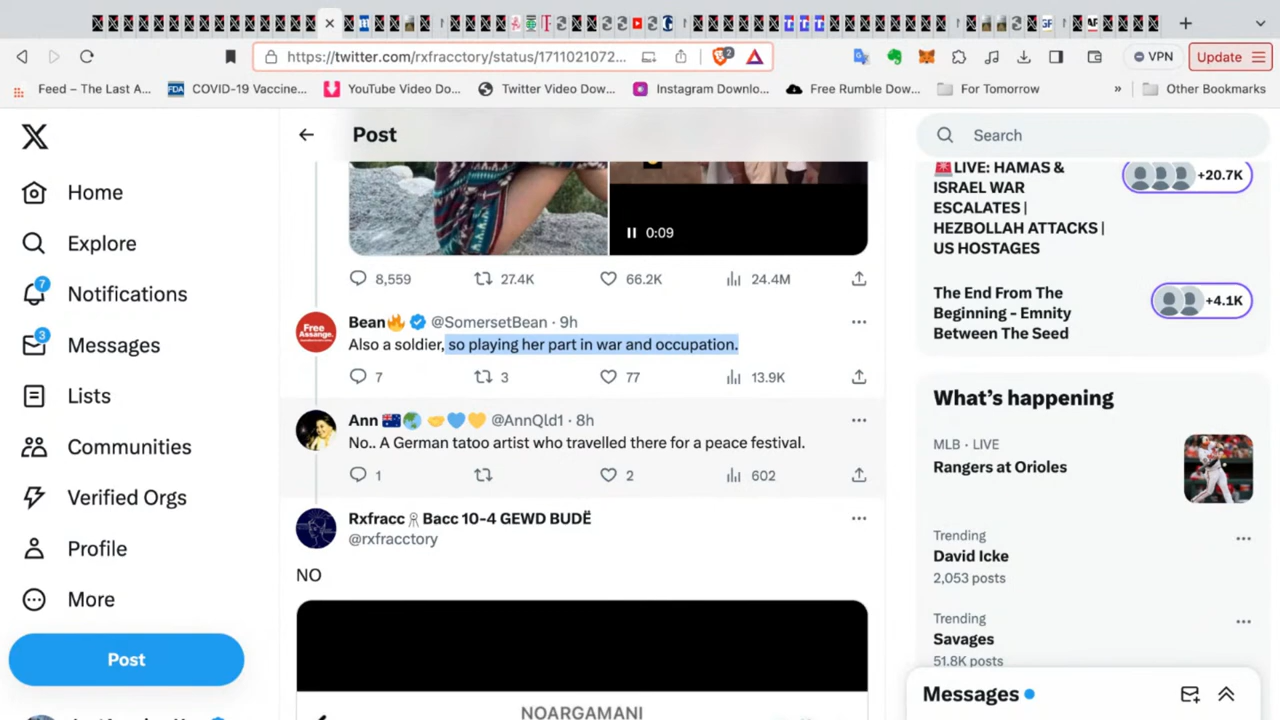 https://twitter.com/rxfracctory/status/1711021072...
2
VPN
Update
Feed – The Last A...
FDA
COVID-19 Vaccine...
YouTube Video Do...
Twitter Video Dow...
Instagram Downlo...
Free Rumble Dow...
For Tomorrow
»
Other Bookmarks
X
Home
Explore
7
Notifications
3
Messages
Lists
Communities
Verified Orgs
Profile
More
Post
Post
0:09
8,559
27.4K
66.2K
24.4M
Free Assange.
Bean🔥 @SomersetBean · 9h
Also a soldier, so playing her part in war and occupation.
7
3
77
13.9K
Ann 🇦🇺🌏 🤝💙💛 @AnnQld1 · 8h
No.. A German tatoo artist who travelled there for a peace festival.
1
2
602
Rxfracc🎗Bacc 10-4 GEWD BUDË
@rxfracctory
NO
NOARGAMANI
Search
🚨LIVE: HAMAS &
ISRAEL WAR
ESCALATES |
HEZBOLLAH ATTACKS |
US HOSTAGES
+20.7K
The End From The
Beginning - Emnity
Between The Seed
+4.1K
What’s happening
MLB · LIVE
Rangers at Orioles
Trending
David Icke
2,053 posts
Trending
Savages
51.8K posts
Messages